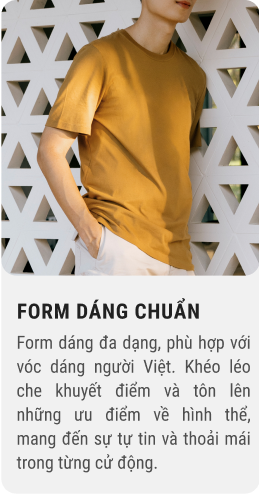 FORM DÁNG CHUẨN
Form dáng đa dạng, phù hợp với
vóc dáng người Việt. Khéo léo
che khuyết điểm và tôn lên
những ưu điểm về hình thể,
mang đến sự tự tin và thoải mái
trong từng cử động.